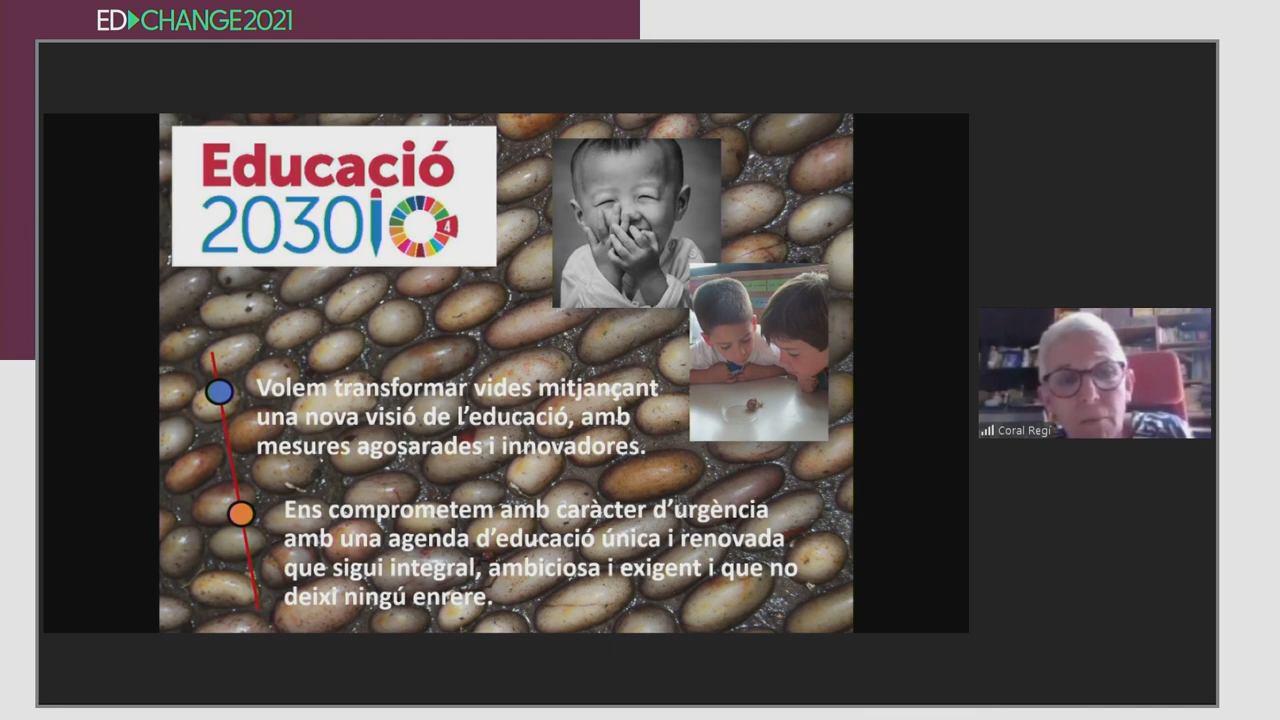 ED CHANGE2021
Educació
2030
4
Volem transformar vides mitjançant
una nova visió de l'educació, amb
mesures agosarades i innovadores.
Ens comprometem amb caràcter d'urgència
amb una agenda d'educació única i renovada
que sigui integral, ambiciosa i exigent i que no
deixi ningú enrere.
Coral Regí